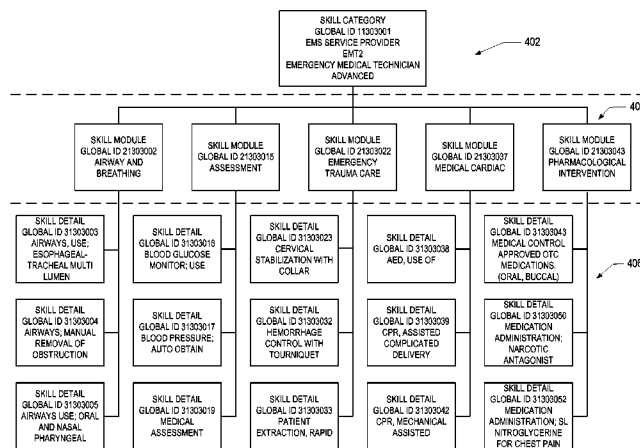 SKILL CATEGORY
GLOBAL ID 11303001
EMS SERVICE PROVIDER
EMT2
EMERGENCY MEDICAL TECHNICIAN
ADVANCED
402
40
SKILL MODULE
GLOBAL ID 21303002
AIRWAY AND
BREATHING
SKILL MODULE
GLOBAL ID 21303015
ASSESSMENT
SKILL MODULE
GLOBAL ID 21303022
EMERGENCY
TRAUMA CARE
SKILL MODULE
GLOBAL ID 21303037
MEDICAL CARDIAC
SKILL MODULE
GLOBAL ID 21303043
PHARMACOLOGICAL
INTERVENTION
SKILL DETAIL
GLOBAL ID 31303003
AIRWAYS, USE;
ESOPHAGEAL-
TRACHEAL MULTI
LUMEN
SKILL DETAIL
GLOBAL ID 31303016
BLOOD GLUCOSE
MONITOR; USE
SKILL DETAIL
GLOBAL ID 31303023
CERVICAL
STABILIZATION WITH
COLLAR
SKILL DETAIL
GLOBAL ID 31303038
AED, USE OF
SKILL DETAIL
GLOBAL ID 31303043
MEDICAL CONTROL
APPROVED OTC
MEDICATIONS.
(ORAL, BUCCAL)
406
SKILL DETAIL
GLOBAL ID 31303004
AIRWAYS; MANUAL
REMOVAL OF
OBSTRUCTION
SKILL DETAIL
GLOBAL ID 31303017
BLOOD PRESSURE;
AUTO OBTAIN
SKILL DETAIL
GLOBAL ID 31303032
HEMORRHAGE
CONTROL WITH
TOURNIQUET
SKILL DETAIL
GLOBAL ID 31303039
CPR, ASSISTED
COMPLICATED
DELIVERY
SKILL DETAIL
GLOBAL ID 31303050
MEDICATION
ADMINISTRATION;
NARCOTIC
ANTAGONIST
SKILL DETAIL
GLOBAL ID 31303005
AIRWAYS USE; ORAL
AND NASAL
PHARYNGEAL
SKILL DETAIL
GLOBAL ID 31303019
MEDICAL
ASSESSMENT
SKILL DETAIL
GLOBAL ID 31303033
PATIENT
EXTRACTION, RAPID
SKILL DETAIL
GLOBAL ID 31303042
CPR, MECHANICAL
ASSISTED
SKILL DETAIL
GLOBAL ID 31303052
MEDICATION
ADMINISTRATION; SL
NITROGLYCERINE
FOR CHEST PAIN